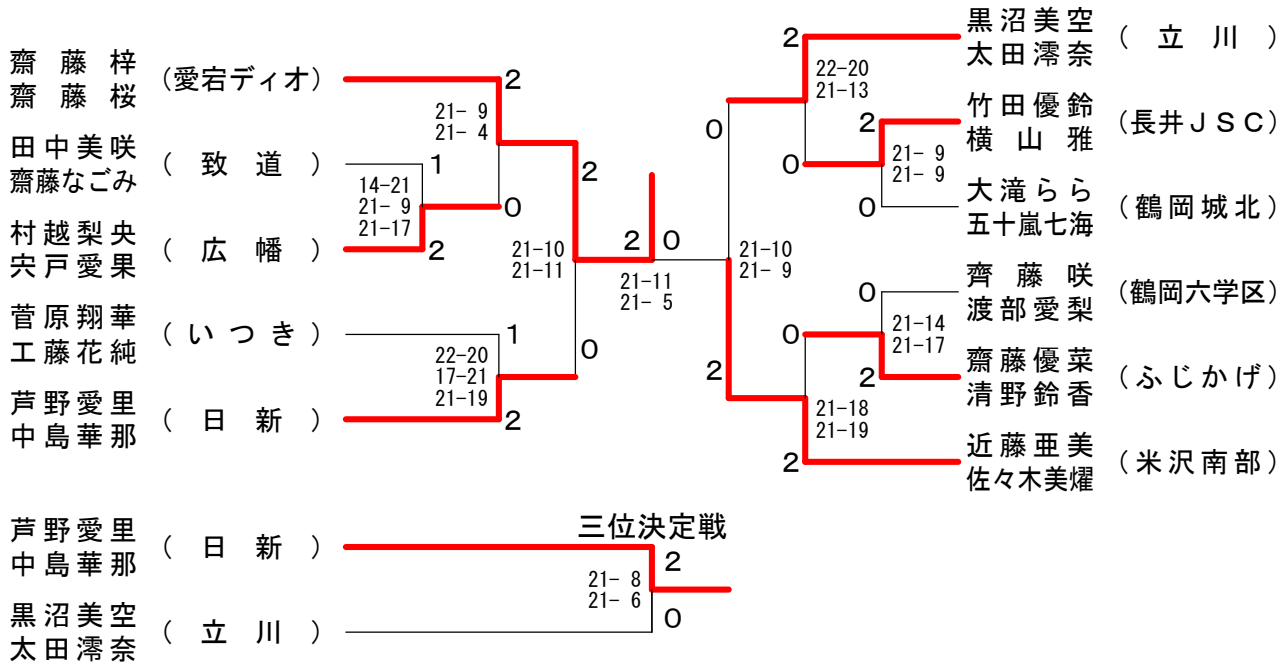 齋藤梓
齋藤桜
(愛宕ディオ)
2
21- 9
21- 4
田中美咲
齋藤なごみ
(致道)
1
14-21
21- 9
21-17
0
村越梨央
宍戸愛果
(広幡)
2
2
21-10
21-11
菅原翔華
工藤花純
(いつき)
1
22-20
17-21
21-19
0
芦野愛里
中島華那
(日新)
2
2
0
21-11
21- 5
黒沼美空
太田澪奈
(立川)
2
22-20
21-13
竹田優鈴
横山雅
(長井JSC)
2
0
21- 9
21- 9
大滝らら
五十嵐七海
(鶴岡城北)
0
0
21-10
21- 9
齊藤咲
渡部愛梨
(鶴岡六学区)
0
0
21-14
21-17
齋藤優菜
清野鈴香
(ふじかげ)
2
2
21-18
21-19
近藤亜美
佐々木美燿
(米沢南部)
2
三位決定戦
芦野愛里
中島華那
(日新)
2
21- 8
21- 6
黒沼美空
太田澪奈
(立川)
0